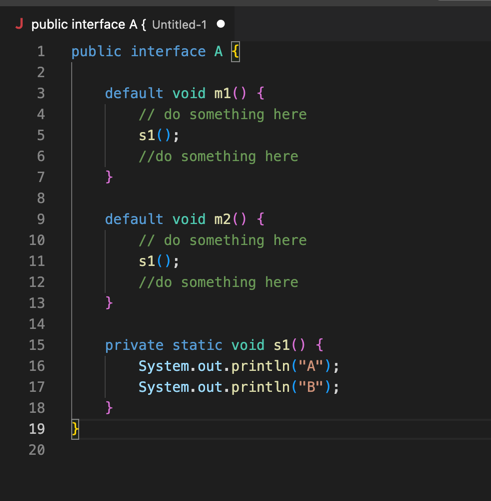 J public interface A { Untitled-1 ●
1 public interface A {
2
3     default void m1() {
4         // do something here
5         s1();
6         //do something here
7     }
8
9     default void m2() {
10         // do something here
11         s1();
12         //do something here
13     }
14
15     private static void s1() {
16         System.out.println("A");
17         System.out.println("B");
18     }
19 }
20